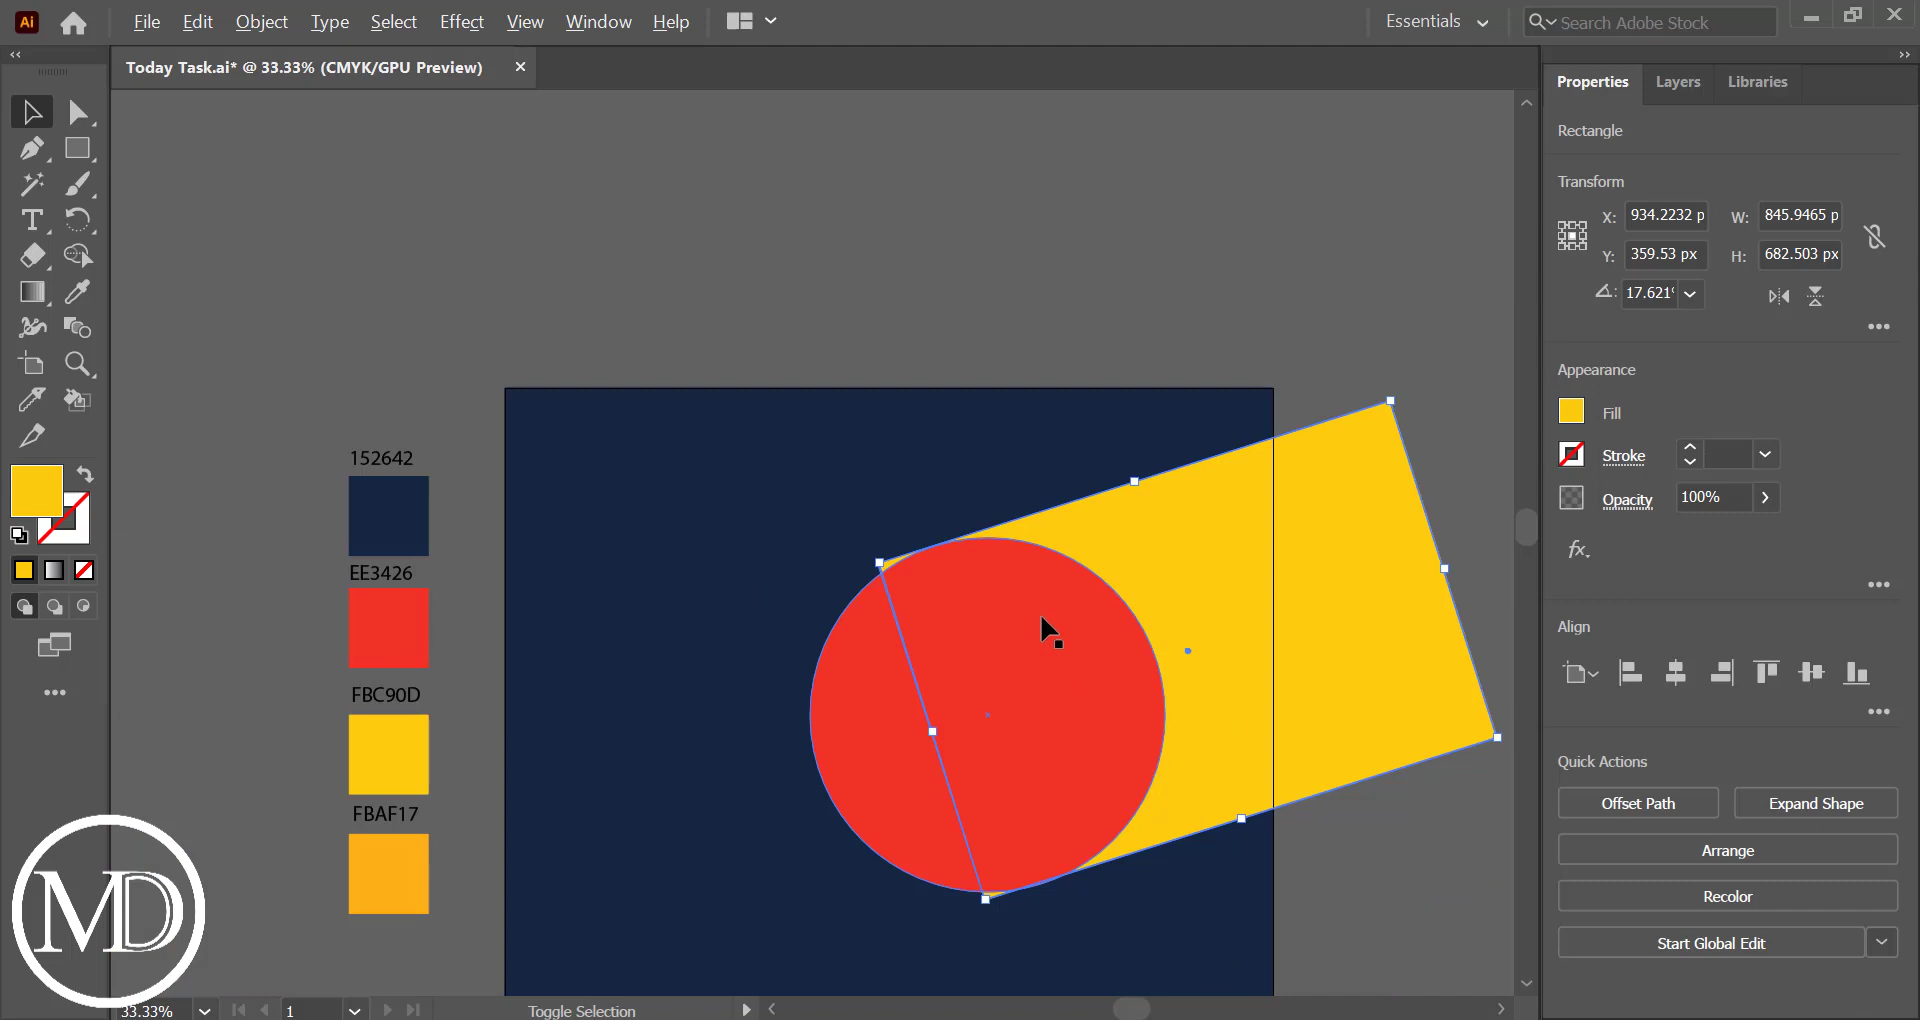 Ai File Edit Object Type Select Effect View Window Help Essentials Search Adobe Stock
Today Task.ai* @ 33.33% (CMYK/GPU Preview)
Properties Layers Libraries
Rectangle
Transform
X: 934.2232 p W: 845.9465 p
Y: 359.53 px H: 682.503 px
17.621°
Appearance
Fill
Stroke
Opacity 100%
fx.
Align
Quick Actions
Offset Path Expand Shape
Arrange
Recolor
Start Global Edit
152642
EE3426
FBC90D
FBAF17
MD
33.33% 1 Toggle Selection